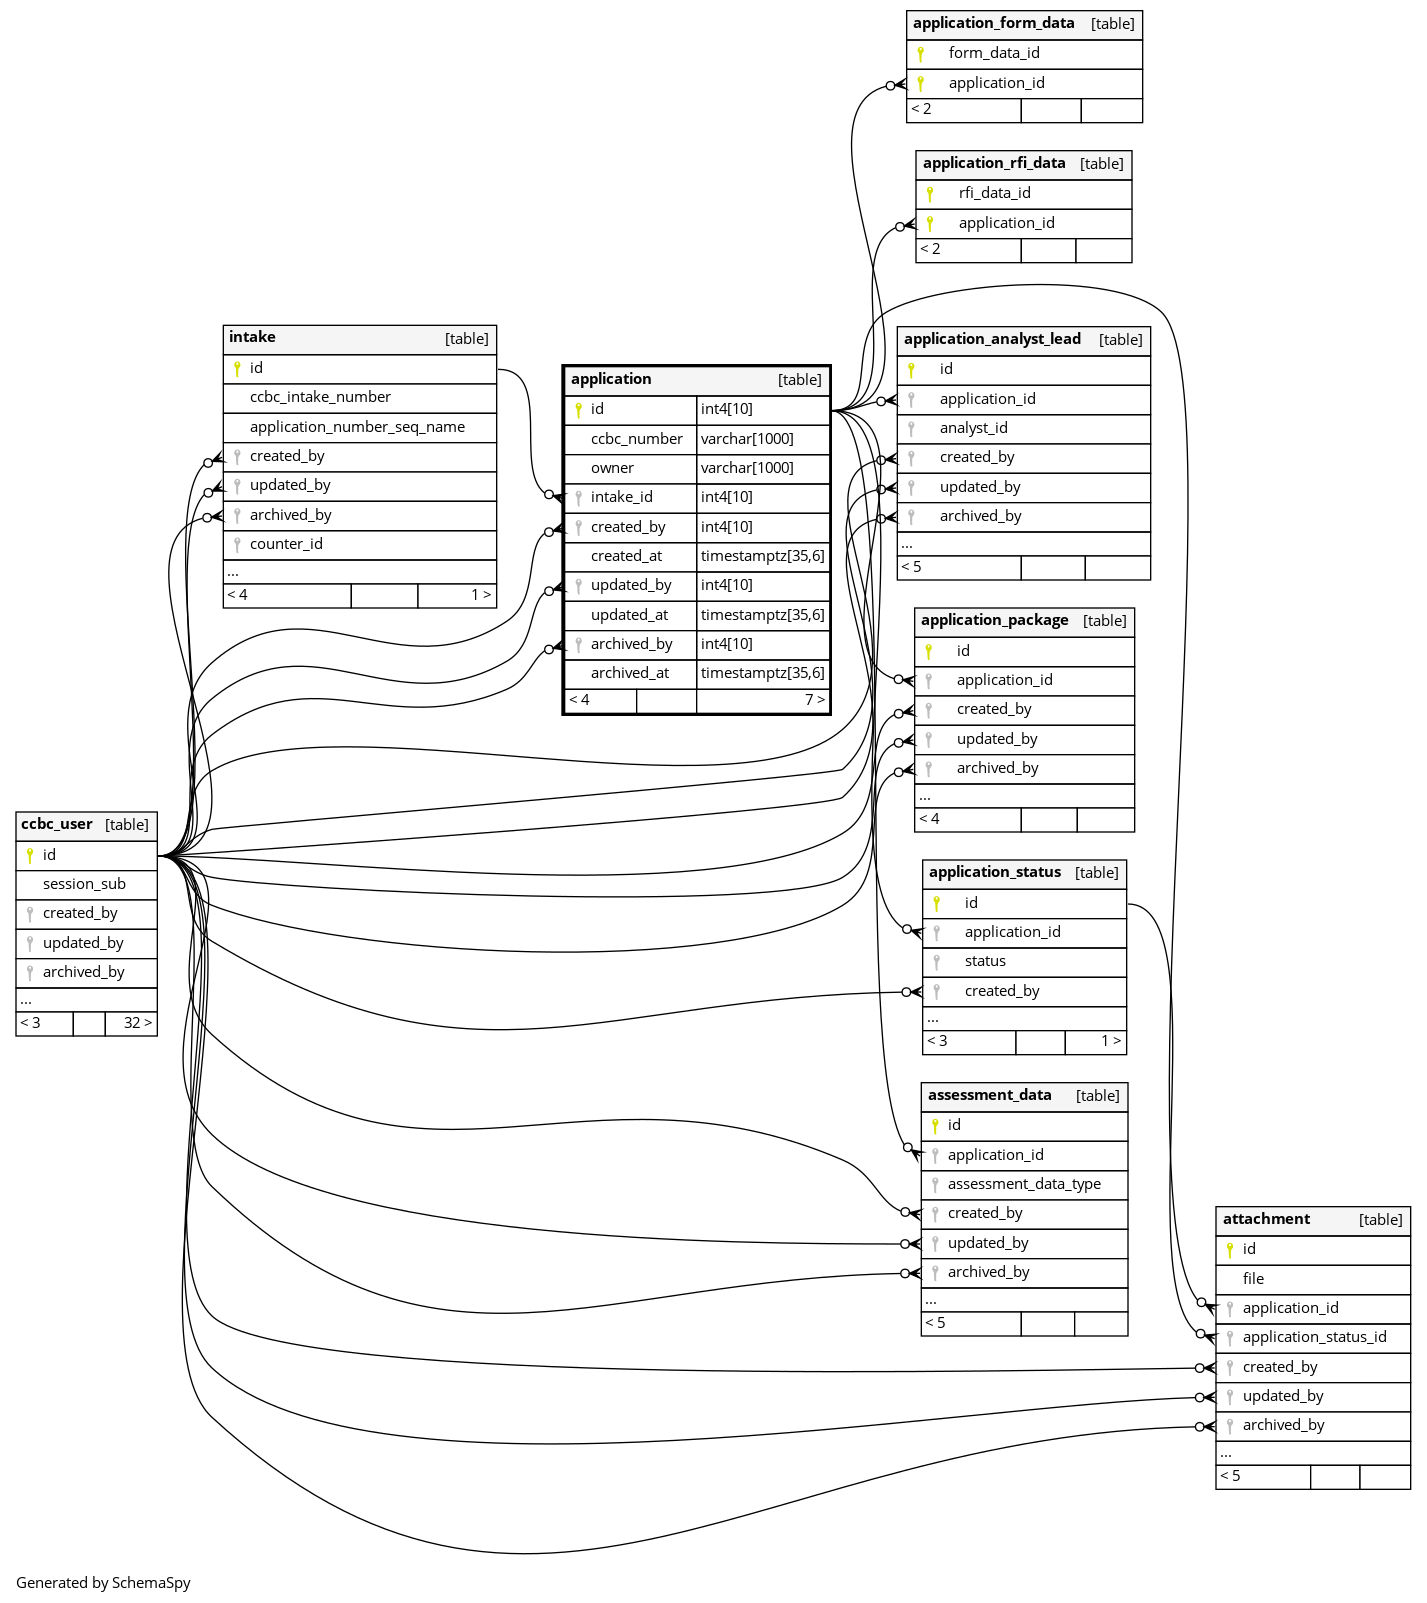 application_form_data [table]
form_data_id
application_id
< 2
application_rfi_data [table]
rfi_data_id
application_id
< 2
intake [table]
id
ccbc_intake_number
application_number_seq_name
created_by
updated_by
archived_by
counter_id
...
< 4 1 >
application [table]
id int4[10]
ccbc_number varchar[1000]
owner varchar[1000]
intake_id int4[10]
created_by int4[10]
created_at timestamptz[35,6]
updated_by int4[10]
updated_at timestamptz[35,6]
archived_by int4[10]
archived_at timestamptz[35,6]
< 4 7 >
application_analyst_lead [table]
id
application_id
analyst_id
created_by
updated_by
archived_by
...
< 5
application_package [table]
id
application_id
created_by
updated_by
archived_by
...
< 4
ccbc_user [table]
id
session_sub
created_by
updated_by
archived_by
...
< 3 32 >
application_status [table]
id
application_id
status
created_by
...
< 3 1 >
assessment_data [table]
id
application_id
assessment_data_type
created_by
updated_by
archived_by
...
< 5
attachment [table]
id
file
application_id
application_status_id
created_by
updated_by
archived_by
...
< 5
Generated by SchemaSpy